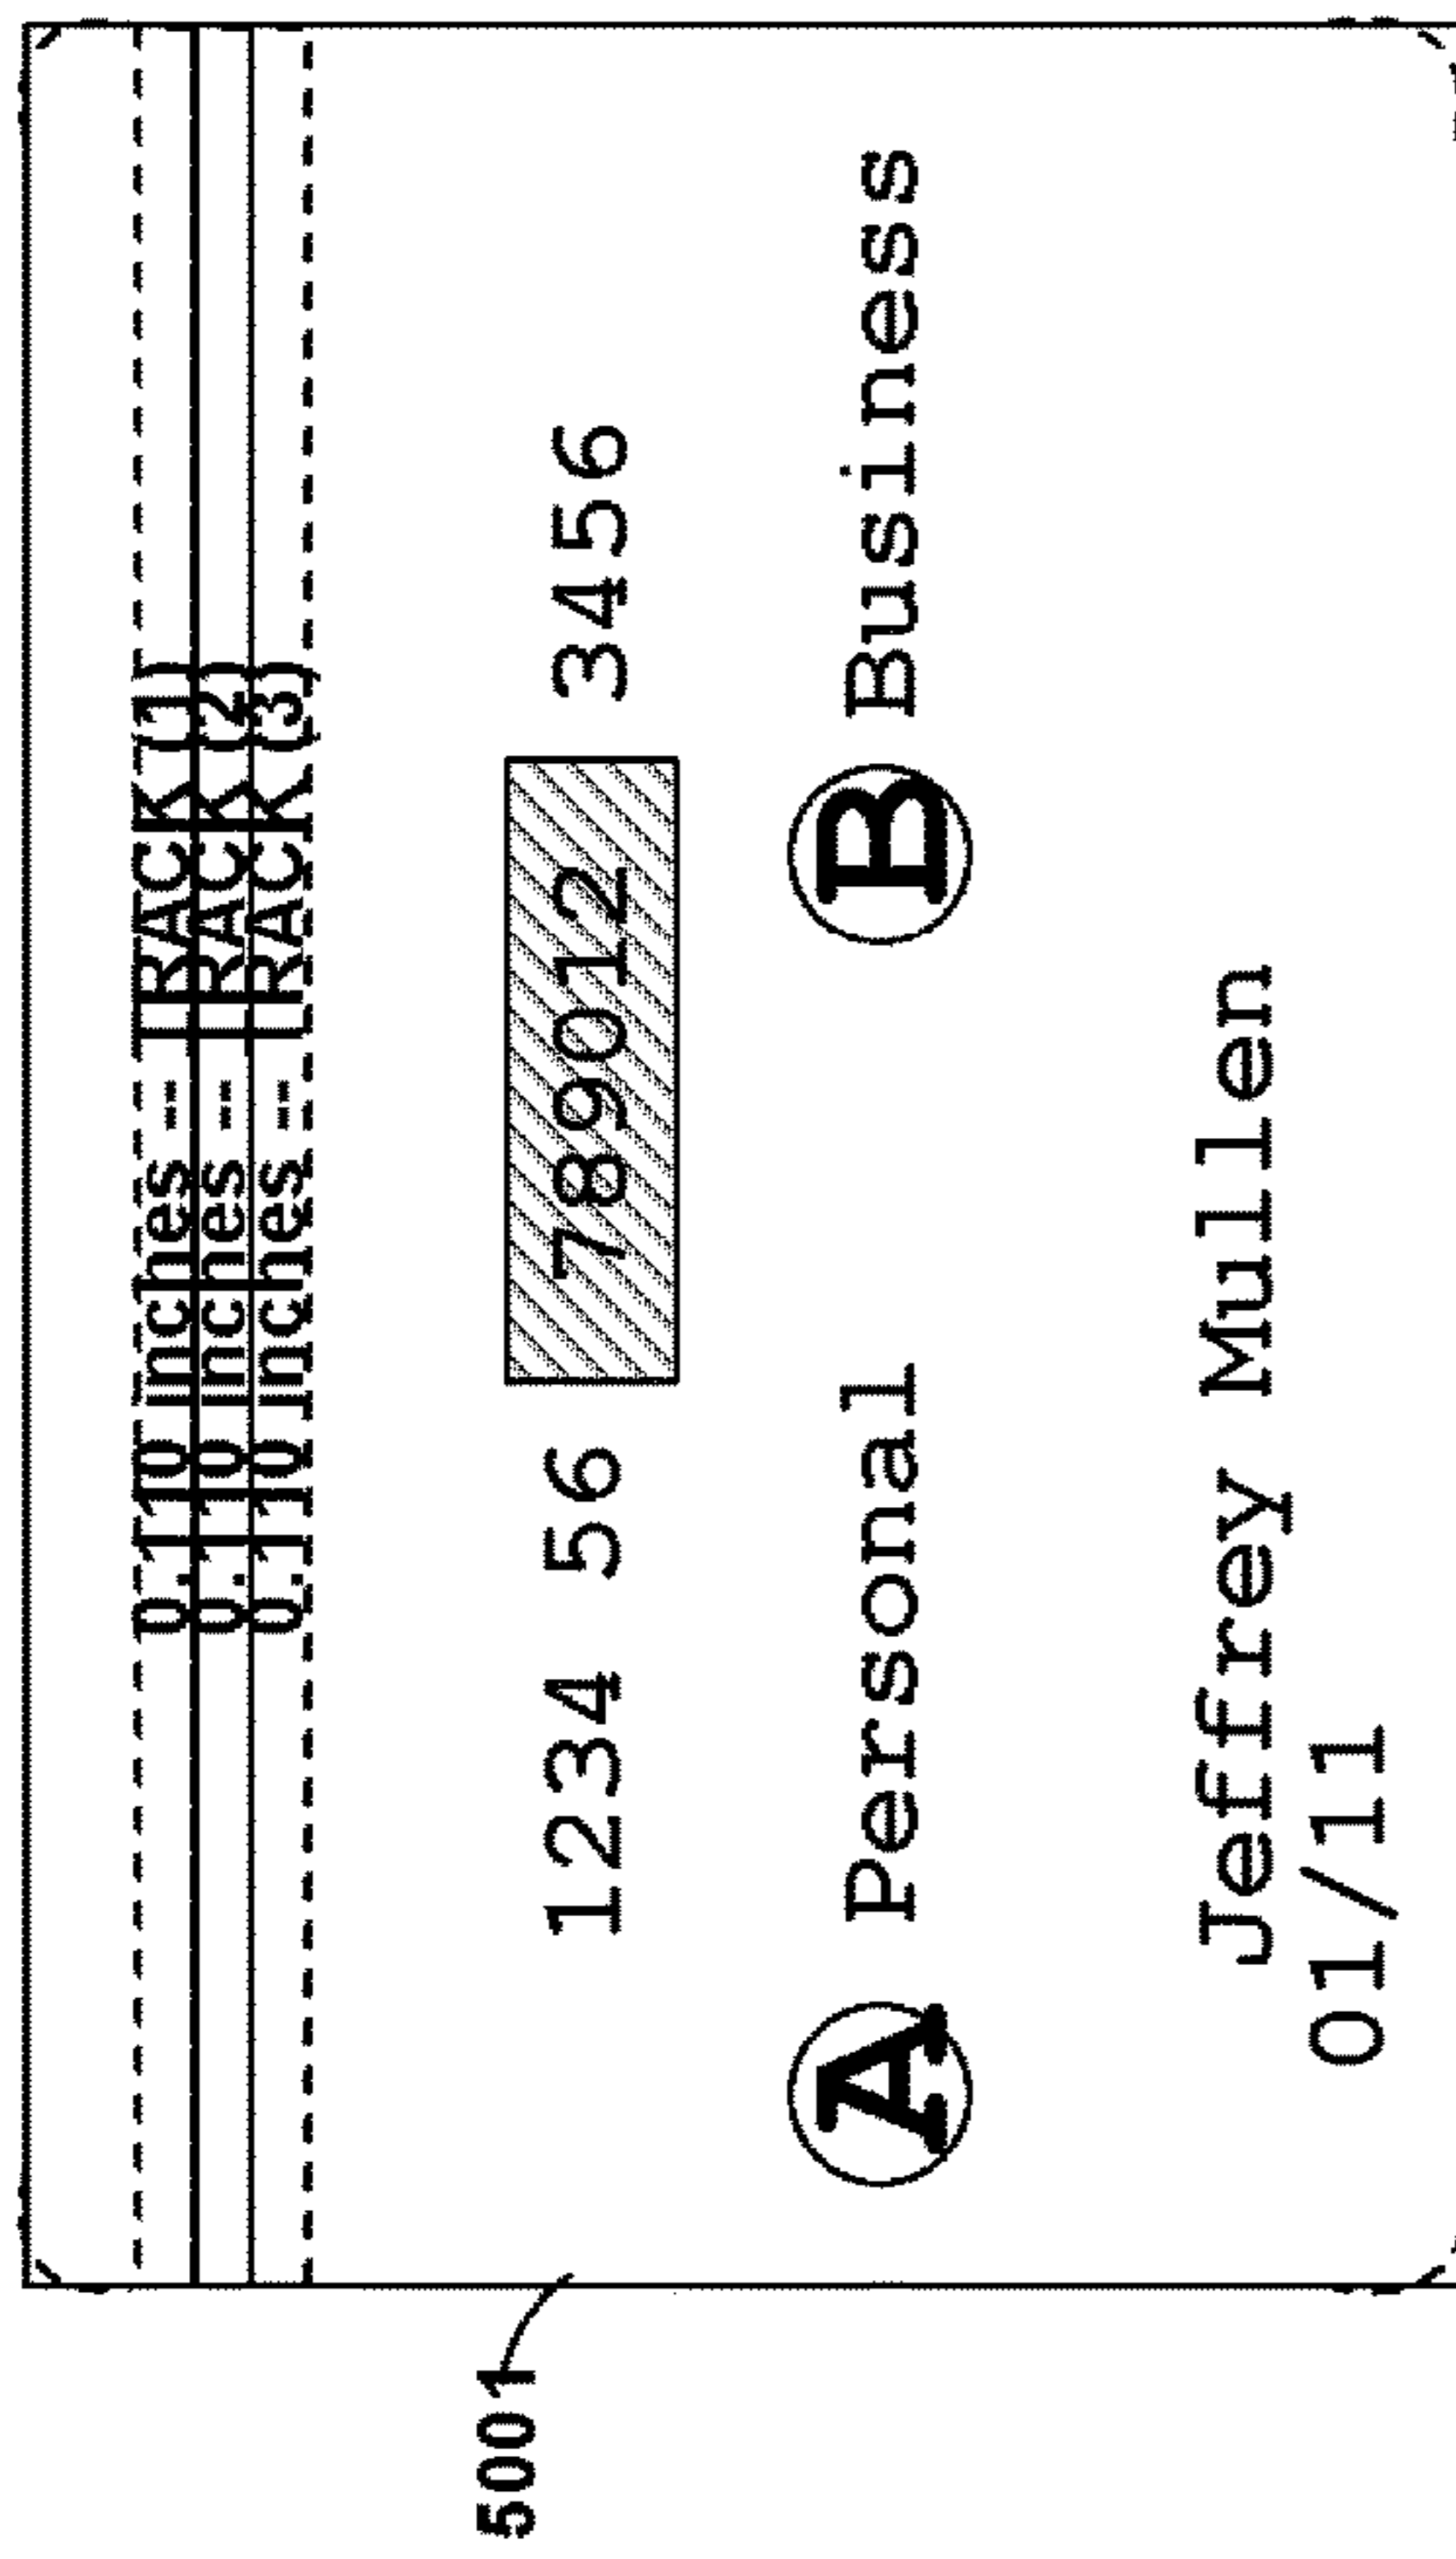 0.110 Inches -- TRACK (1)
0.110 Inches -- TRACK (2)
0.110 Inches -- TRACK (3)
1234 56 789012 3456
A Personal B Business
Jeffrey Mullen
01/11
5001